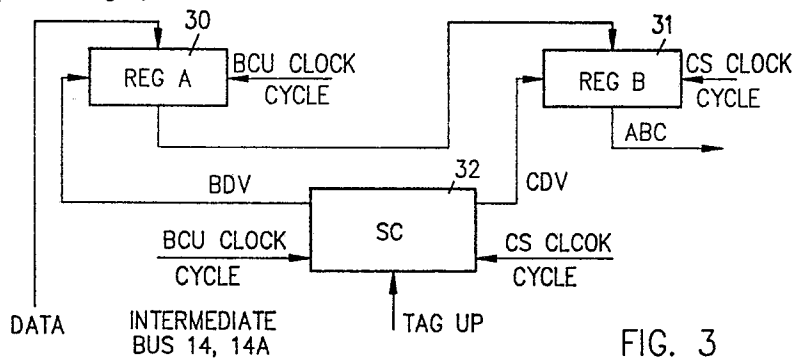 30
REG A
BCU CLOCK
CYCLE
31
REG B
CS CLOCK
CYCLE
ABC
BDV
32
SC
CDV
BCU CLOCK
CYCLE
CS CLCOK
CYCLE
TAG UP
DATA
INTERMEDIATE
BUS 14, 14A
FIG. 3